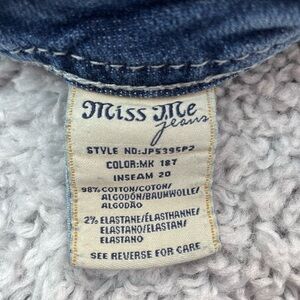 Miss Me
jeans
STYLE NO:JP5395P2
COLOR:MK 187
INSEAM 20
98% COTTON/COTON/
ALGODÓN/BAUMWOLLE/
ALGODÃO
2% ELASTANE/ÉLASTHANNE/
ELASTANO/ELASTAN/
ELASTANO
SEE REVERSE FOR CARE